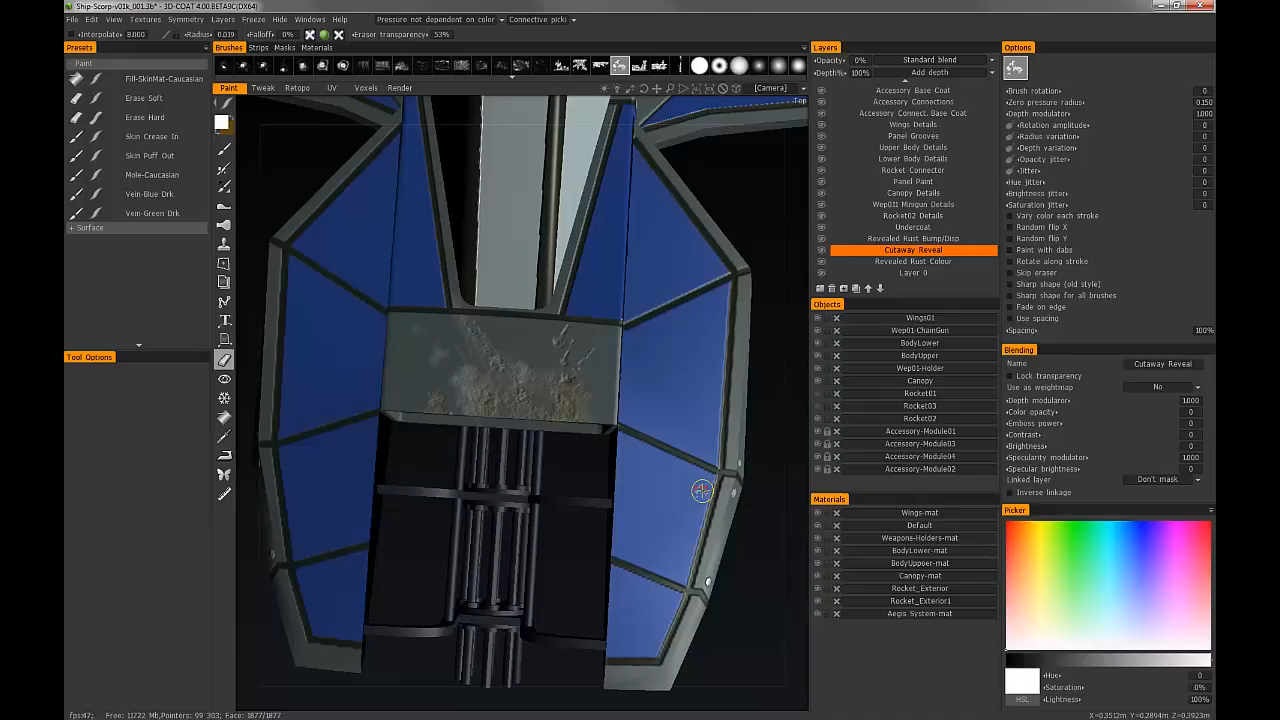 Ship-Scorp-v01k_001.3b* - 3D-COAT 4.00.BETA9C(DX64)
File Edit View Textures Symmetry Layers Freeze Hide Windows Help Pressure not dependent on color Connective picki
Interpolate 8.000 Radius 0.019 Falloff 0% Eraser transparency 53%
Presets
Paint
Fill-SkinMat-Caucasian
Erase Soft
Erase Hard
Skin Crease In
Skin Puff Out
Mole-Caucasian
Vein-Blue Drk
Vein-Green Drk
+ Surface
Tool Options
Brushes Strips Masks Materials
Paint Tweak Retopo UV Voxels Render [Camera]
Top
Layers
Opacity 0% Standard blend
Depth% 100% Add depth
Accessory Base Coat
Accessory Connections
Accessory Connect. Base Coat
Wings Details
Panel Grooves
Upper Body Details
Lower Body Details
Rocket Connector
Panel Paint
Canopy Details
Wep011 Minigun Details
Rocket02 Details
Undercoat
Revealed Rust Bump/Disp
Cutaway Reveal
Revealed Rust Colour
Layer 0
Objects
Wings01
Wep01-ChainGun
BodyLower
BodyUpper
Wep01-Holder
Canopy
Rocket01
Rocket03
Rocket02
Accessory-Module01
Accessory-Module03
Accessory-Module04
Accessory-Module02
Materials
Wings-mat
Default
Weapons-Holders-mat
BodyLower-mat
BodyUppoer-mat
Canopy-mat
Rocket_Exterior
Rocket_Exterior1
Aegis System-mat
Options
Brush rotation 0
Zero pressure radius 0.150
Depth modulator 1.000
Rotation amplitude 0
Radius variation 0
Depth variation 0
Opacity jitter 0
Jitter 0
Hue jitter 0
Brightness jitter 0
Saturation jitter 0
Vary color each stroke
Random flip X
Random flip Y
Paint with dabs
Rotate along stroke
Skip eraser
Sharp shape (old style)
Sharp shape for all brushes
Fade on edge
Use spacing
Spacing 100%
Blending
Name Cutaway Reveal
Lock transparency
Use as weightmap No
Depth modularor 1.000
Color opacity 0
Emboss power 0
Contrast 0
Brightness 0
Specularity modulator 1.000
Specular brightness 0
Linked layer Don't mask
Inverse linkage
Picker
Hue 0
Saturation 0%
HSL Lightness 100%
fps:47; Free: 11722 Mb,Pointers: 99 303; Face: 1877/1877 X=0.3512m Y=0.2894m Z=0.3923m